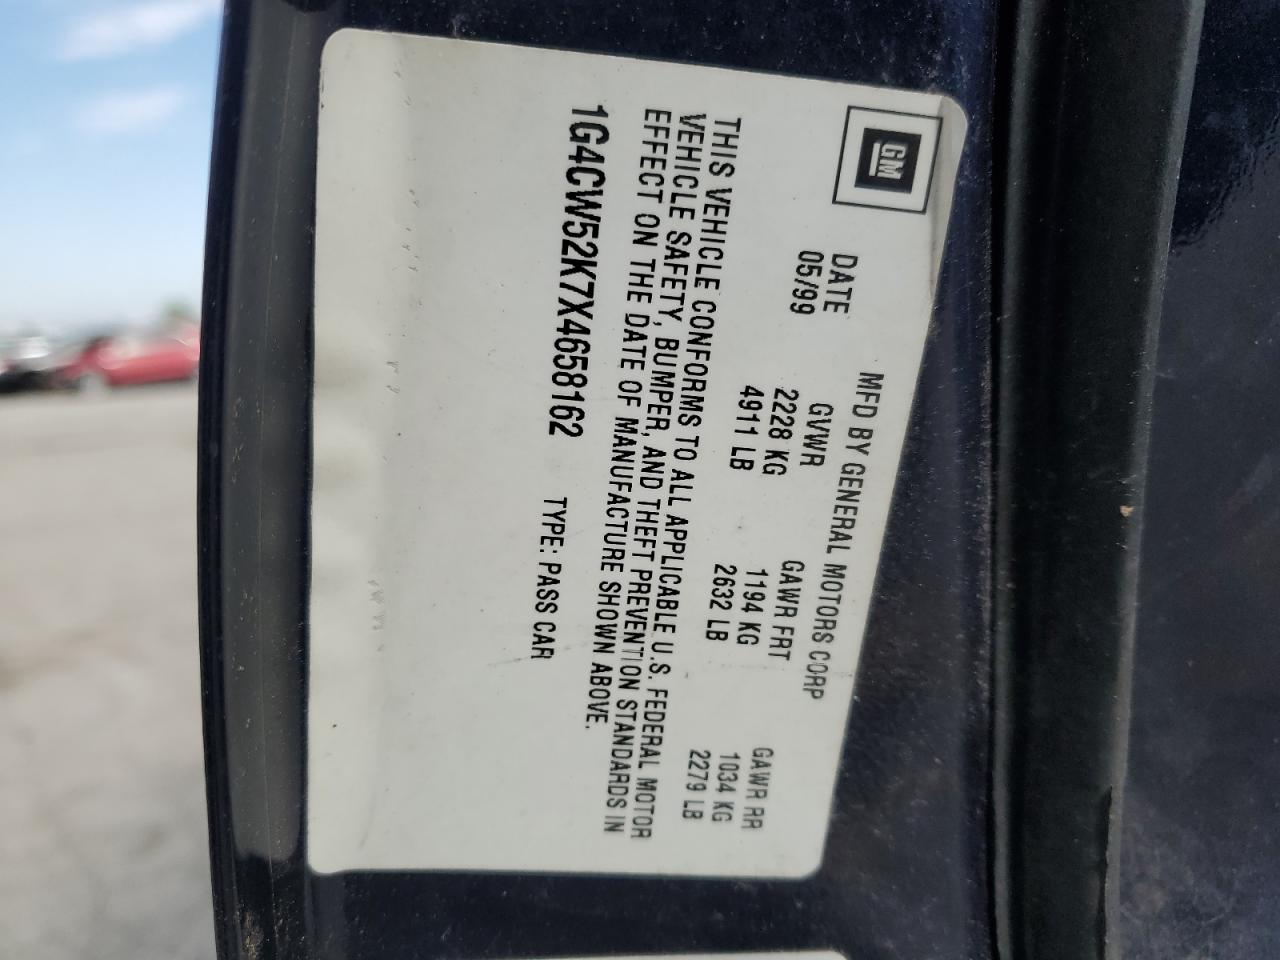 GM
MFD BY GENERAL MOTORS CORP
DATE GVWR GAWR FRT GAWR RR
05/99 2228 KG 1194 KG 1034 KG
4911 LB 2632 LB 2279 LB
THIS VEHICLE CONFORMS TO ALL APPLICABLE U.S. FEDERAL MOTOR
VEHICLE SAFETY, BUMPER, AND THEFT PREVENTION STANDARDS IN
EFFECT ON THE DATE OF MANUFACTURE SHOWN ABOVE.
1G4CW52K7X4658162 TYPE: PASS CAR